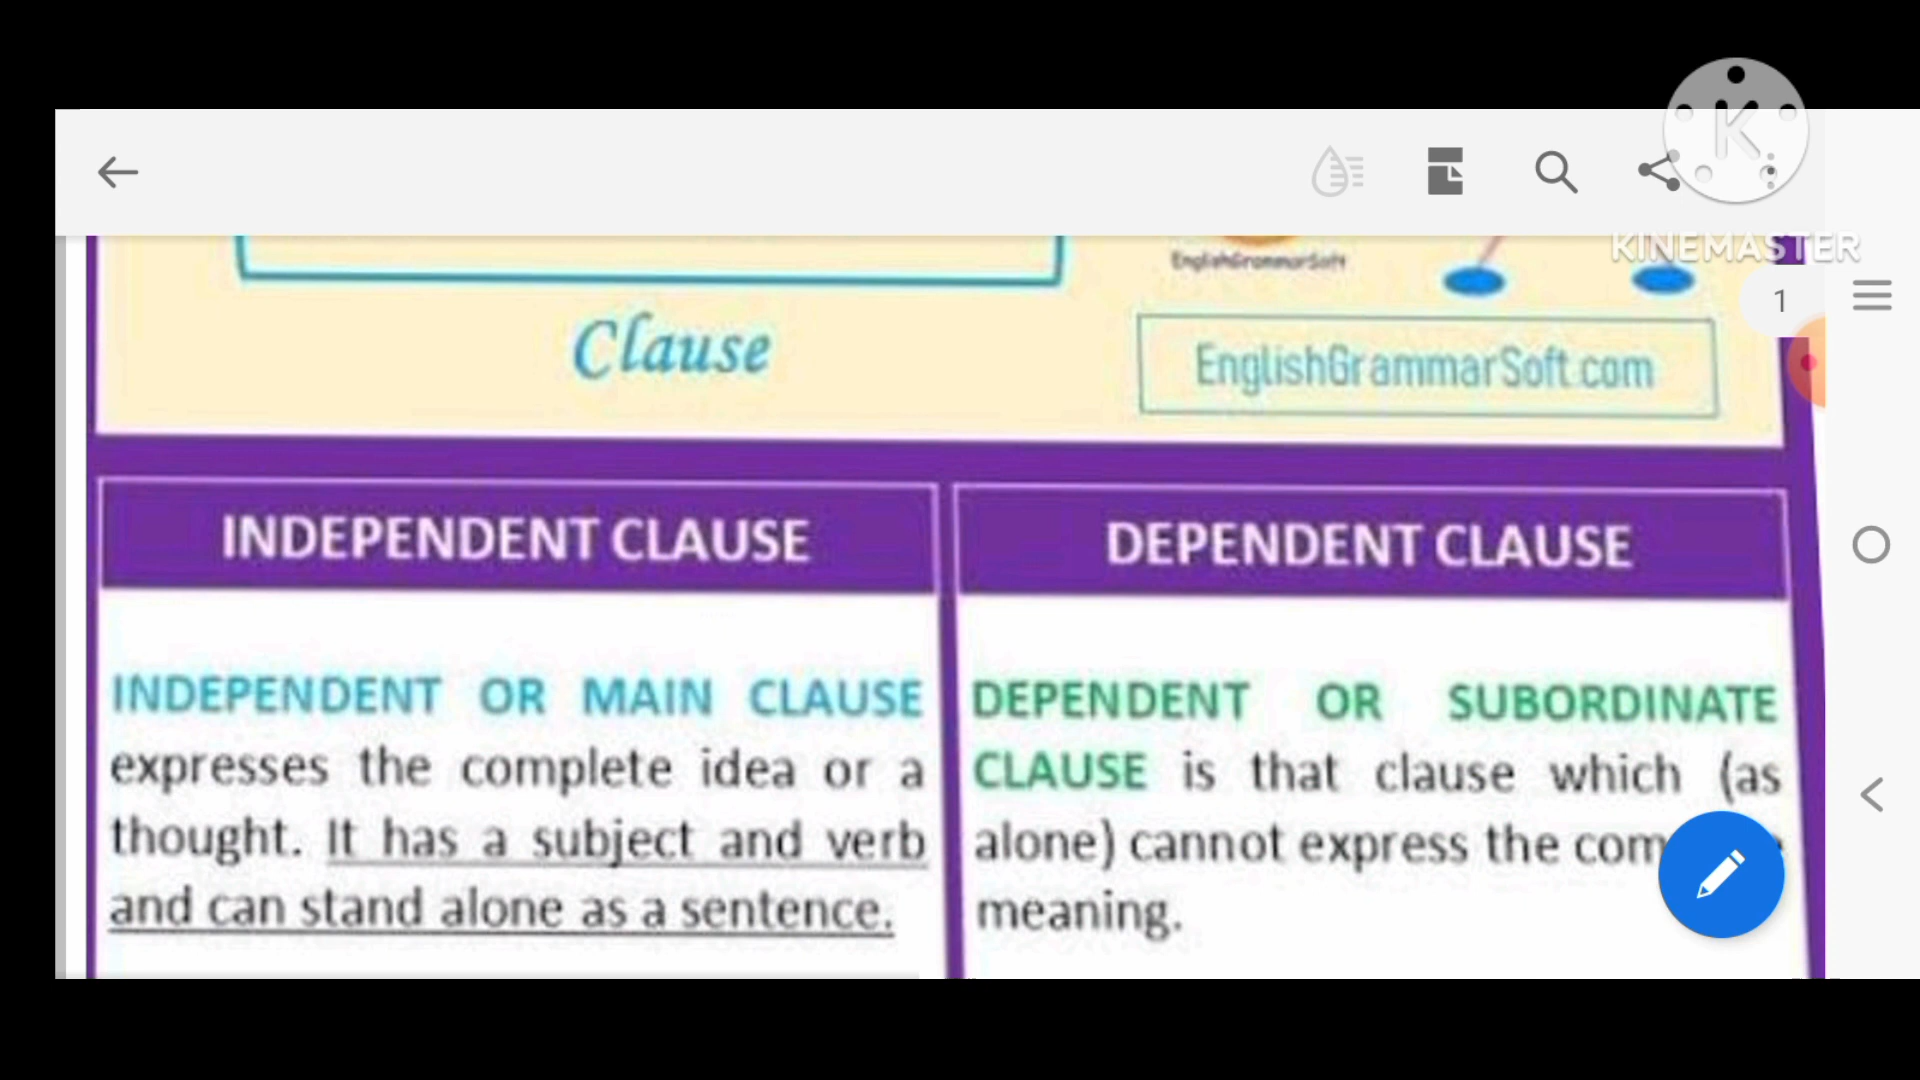 K
KINEMASTER
EnglishGrammarSoft
1
Clause
EnglishGrammarSoft.com
INDEPENDENT CLAUSE
INDEPENDENT OR MAIN CLAUSE
expresses the complete idea or a
thought. It has a subject and verb
and can stand alone as a sentence.
DEPENDENT CLAUSE
DEPENDENT OR SUBORDINATE
CLAUSE is that clause which (as
alone) cannot express the com
meaning.